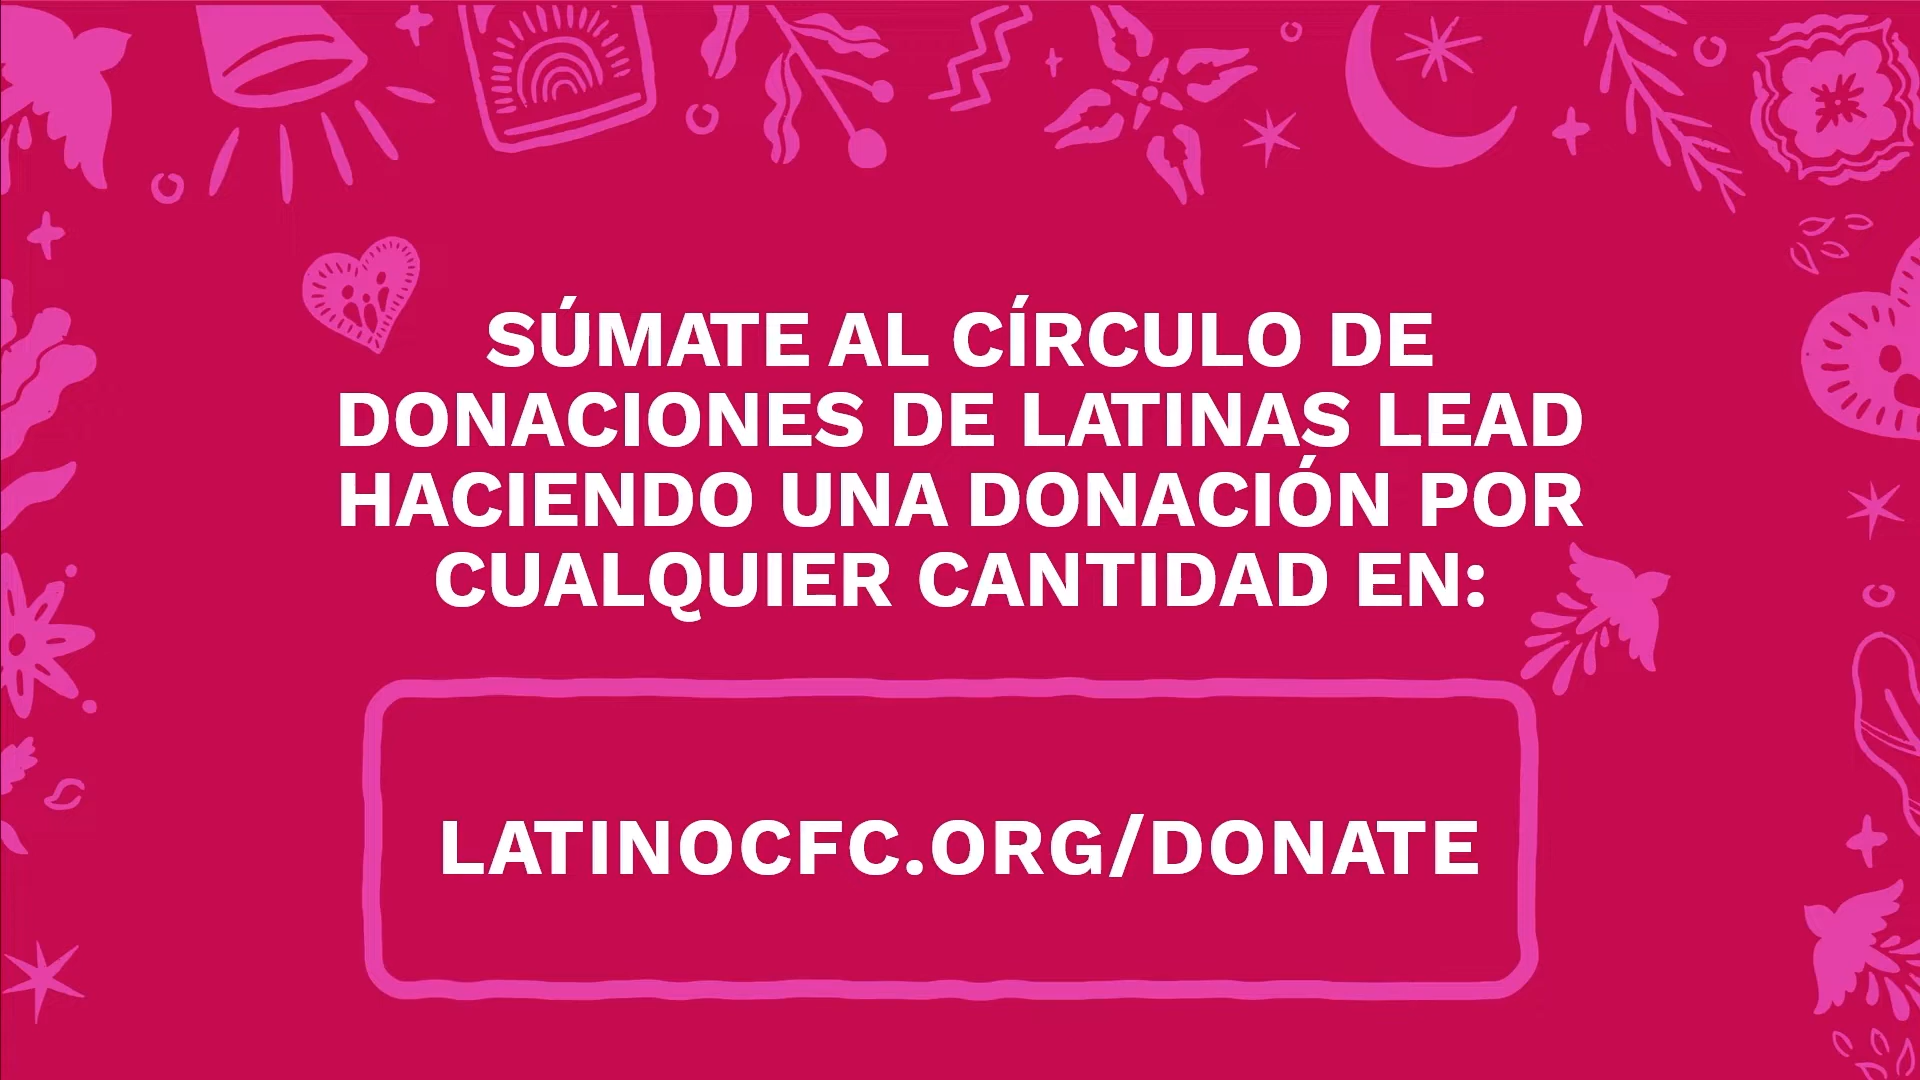 SÚMATE AL CÍRCULO DE
DONACIONES DE LATINAS LEAD
HACIENDO UNA DONACIÓN POR
CUALQUIER CANTIDAD EN:
LATINOCFC.ORG/DONATE